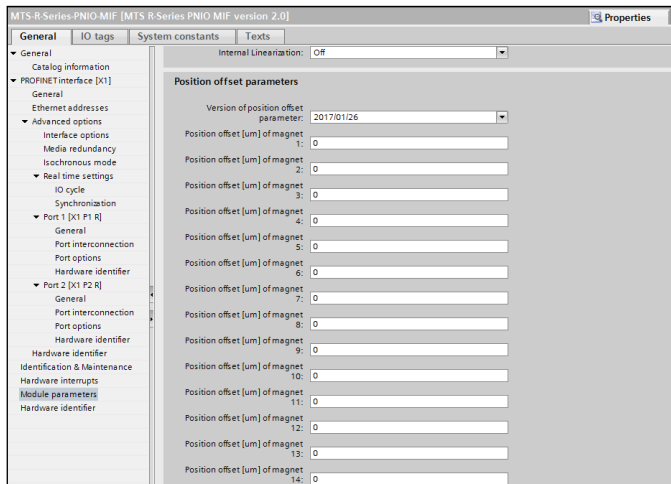 MTS-R-Series-PNIO-MIF [MTS R-Series PNIO MIF version 2.0]
Properties
General
IO tags
System constants
Texts
General
Catalog information
PROFINET interface [X1]
General
Ethernet addresses
Advanced options
Interface options
Media redundancy
Isochronous mode
Real time settings
IO cycle
Synchronization
Port 1 [X1 P1 R]
General
Port interconnection
Port options
Hardware identifier
Port 2 [X1 P2 R]
General
Port interconnection
Port options
Hardware identifier
Hardware identifier
Identification & Maintenance
Hardware interrupts
Module parameters
Hardware identifier
Internal Linearization: Off
Position offset parameters
Version of position offset
parameter: 2017/01/26
Position offset [um] of magnet
1: 0
Position offset [um] of magnet
2: 0
Position offset [um] of magnet
3: 0
Position offset [um] of magnet
4: 0
Position offset [um] of magnet
5: 0
Position offset [um] of magnet
6: 0
Position offset [um] of magnet
7: 0
Position offset [um] of magnet
8: 0
Position offset [um] of magnet
9: 0
Position offset [um] of magnet
10: 0
Position offset [um] of magnet
11: 0
Position offset [um] of magnet
12: 0
Position offset [um] of magnet
13: 0
Position offset [um] of magnet
14: 0